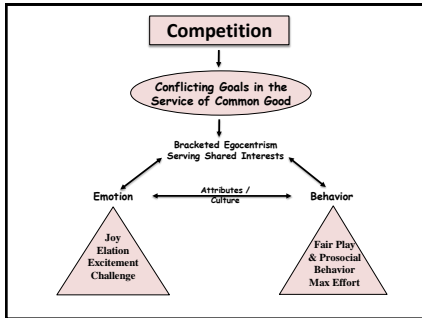 Competition
Conflicting Goals in the
Service of Common Good
Bracketed Egocentrism
Serving Shared Interests
Emotion
Attributes /
Culture
Behavior
Joy
Elation
Excitement
Challenge
Fair Play
& Prosocial
Behavior
Max Effort